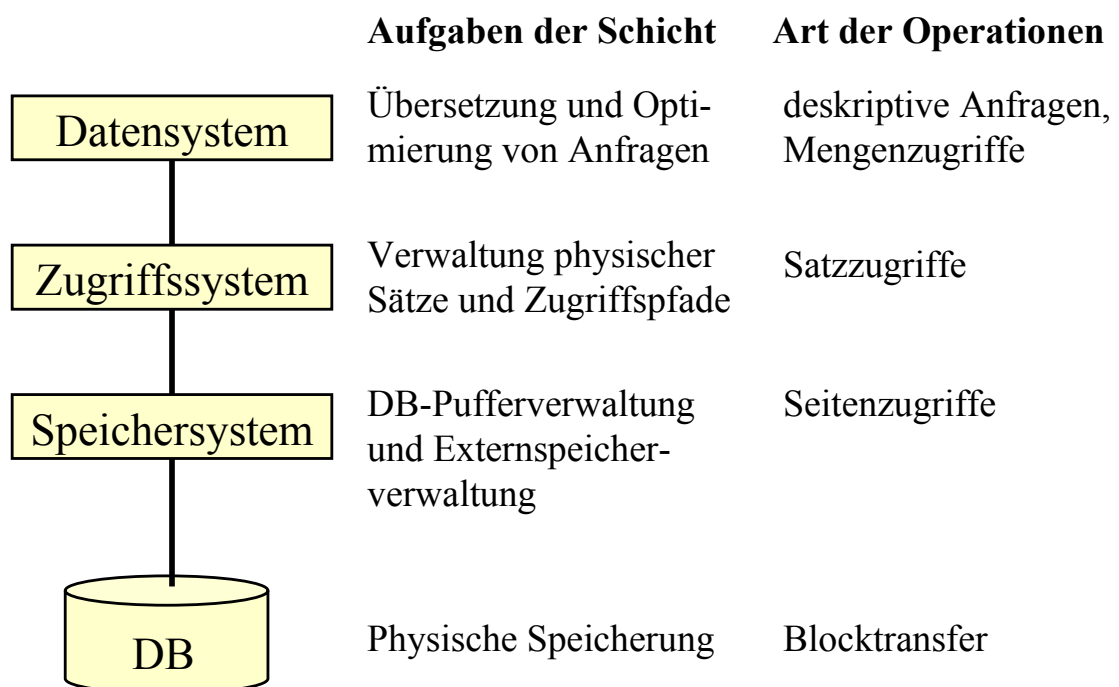 Aufgaben der Schicht Art der Operationen
Datensystem
Übersetzung und Opti-
mierung von Anfragen
deskriptive Anfragen,
Mengenzugriffe
Zugriffssystem
Verwaltung physischer
Sätze und Zugriffspfade
Satzzugriffe
Speichersystem
DB-Pufferverwaltung
und Externspeicher-
verwaltung
Seitenzugriffe
DB
Physische Speicherung
Blocktransfer